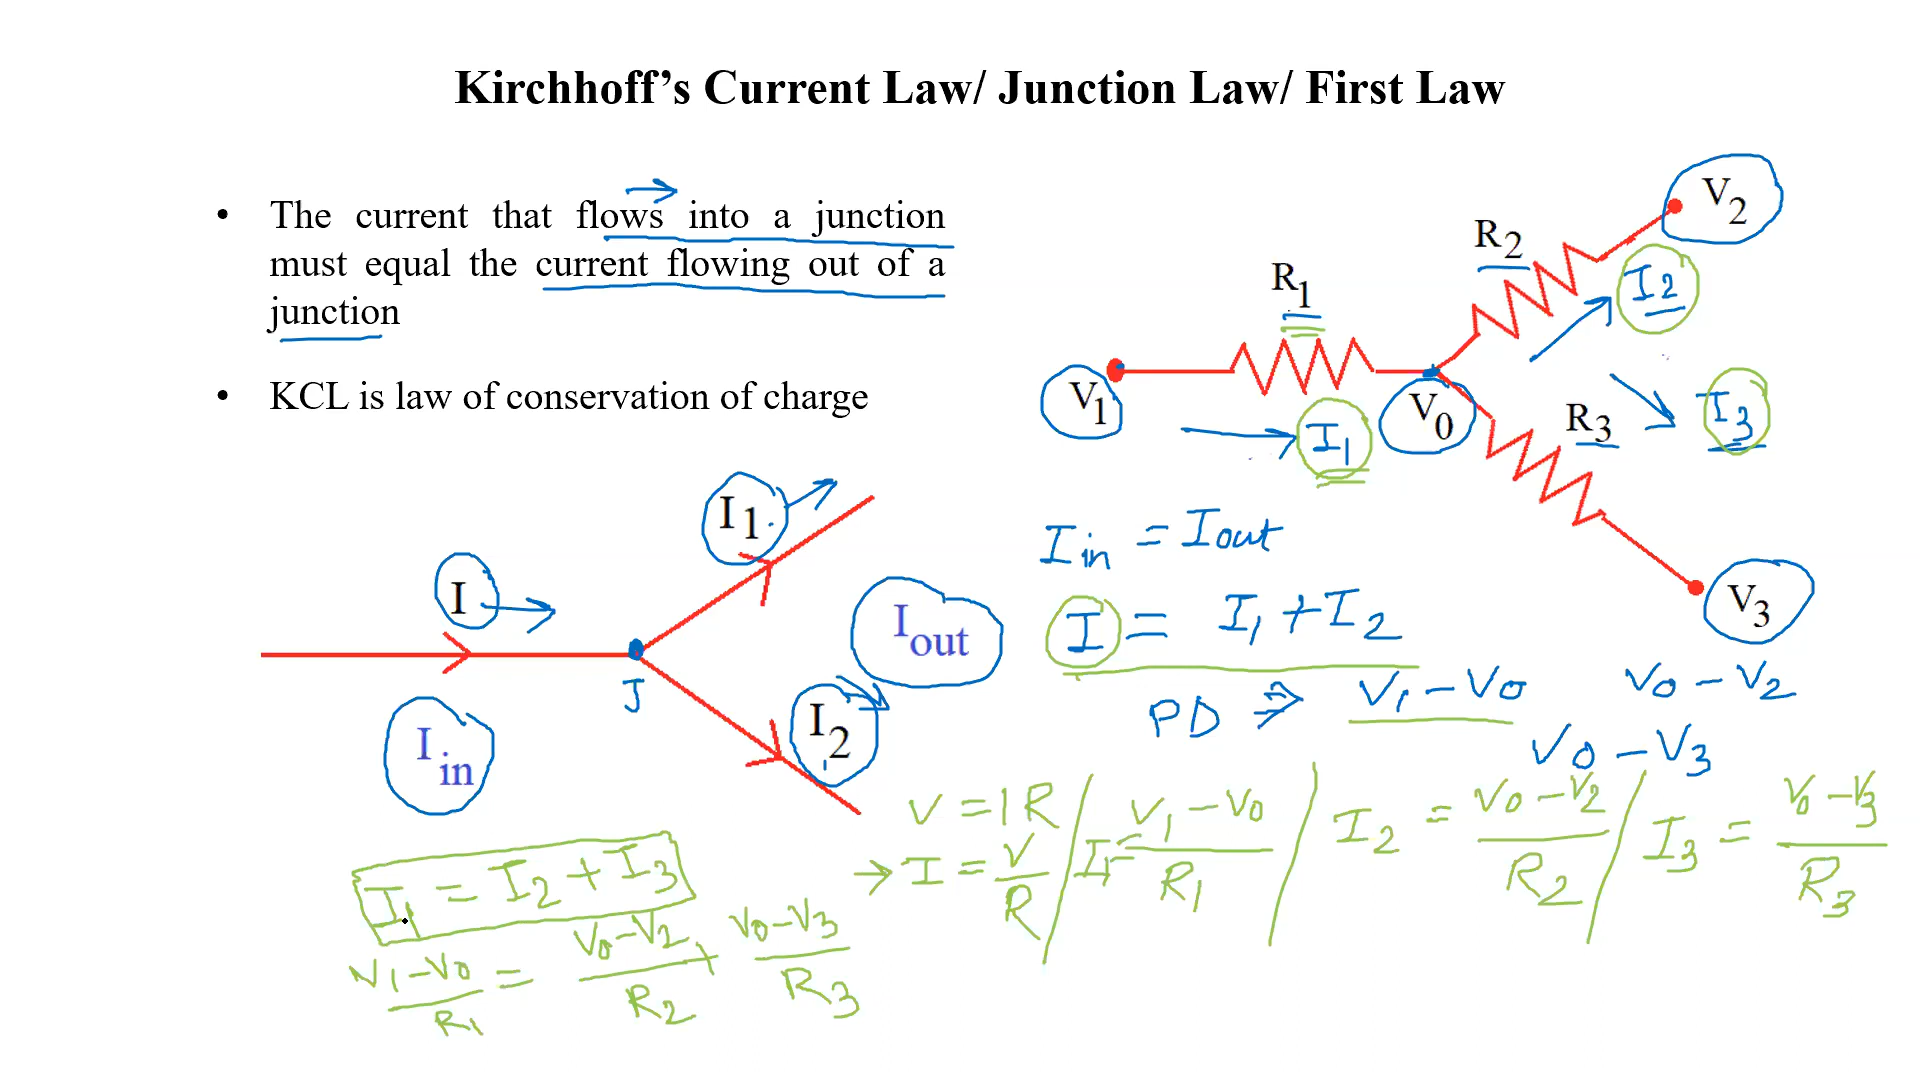 Kirchhoff's Current Law/ Junction Law/ First Law
• The current that flows into a junction
must equal the current flowing out of a
junction
• KCL is law of conservation of charge
I
I1
I2
J
Iin
Iout
V1
R1
I1
V0
R2
I2
V2
R3
I3
V3
Iin = Iout
I = I1 + I2
PD ⇒ V1 - V0 V0 - V2
V0 - V3
V = IR
→ I = V/R / I1 = V1 - V0 / R1 / I2 = V0 - V2 / R2 / I3 = V0 - V3 / R3
I1 = I2 + I3
V1 - V0 / R1 = V0 - V2 / R2 + V0 - V3 / R3